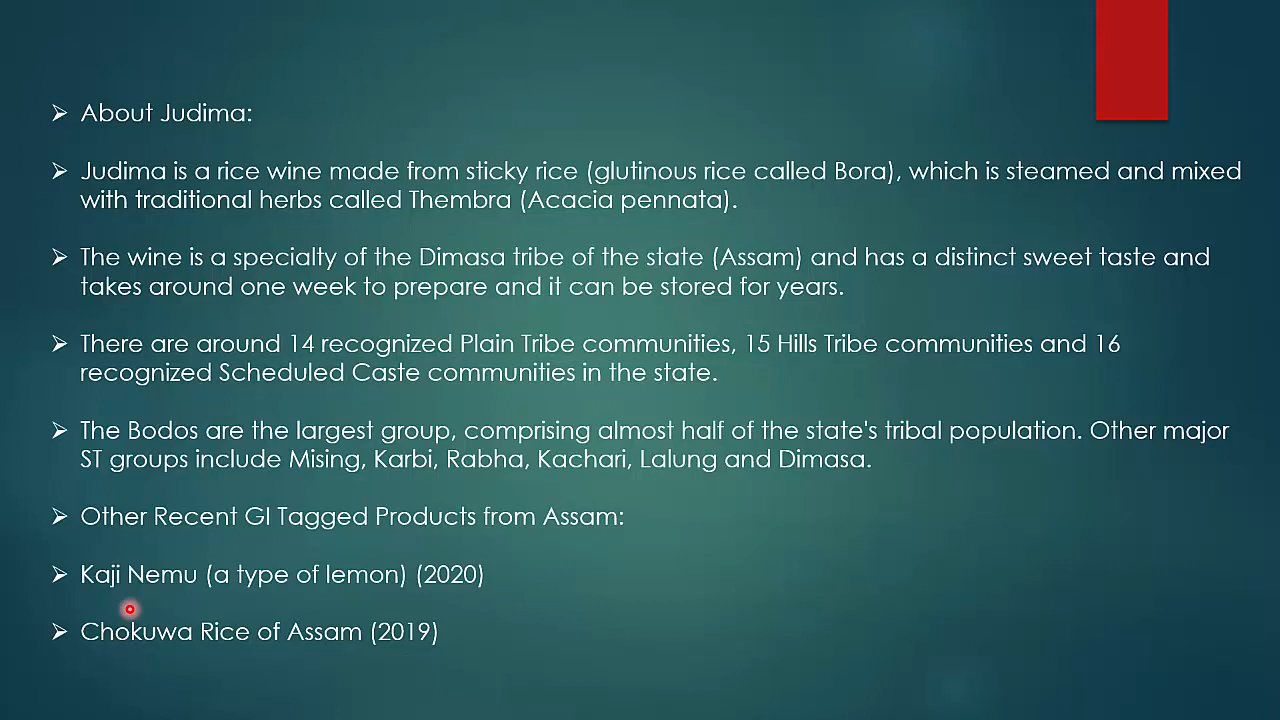 ➢ About Judima:
➢ Judima is a rice wine made from sticky rice (glutinous rice called Bora), which is steamed and mixed
with traditional herbs called Thembra (Acacia pennata).
➢ The wine is a specialty of the Dimasa tribe of the state (Assam) and has a distinct sweet taste and
takes around one week to prepare and it can be stored for years.
➢ There are around 14 recognized Plain Tribe communities, 15 Hills Tribe communities and 16
recognized Scheduled Caste communities in the state.
➢ The Bodos are the largest group, comprising almost half of the state's tribal population. Other major
ST groups include Mising, Karbi, Rabha, Kachari, Lalung and Dimasa.
➢ Other Recent GI Tagged Products from Assam:
➢ Kaji Nemu (a type of lemon) (2020)
➢ Chokuwa Rice of Assam (2019)